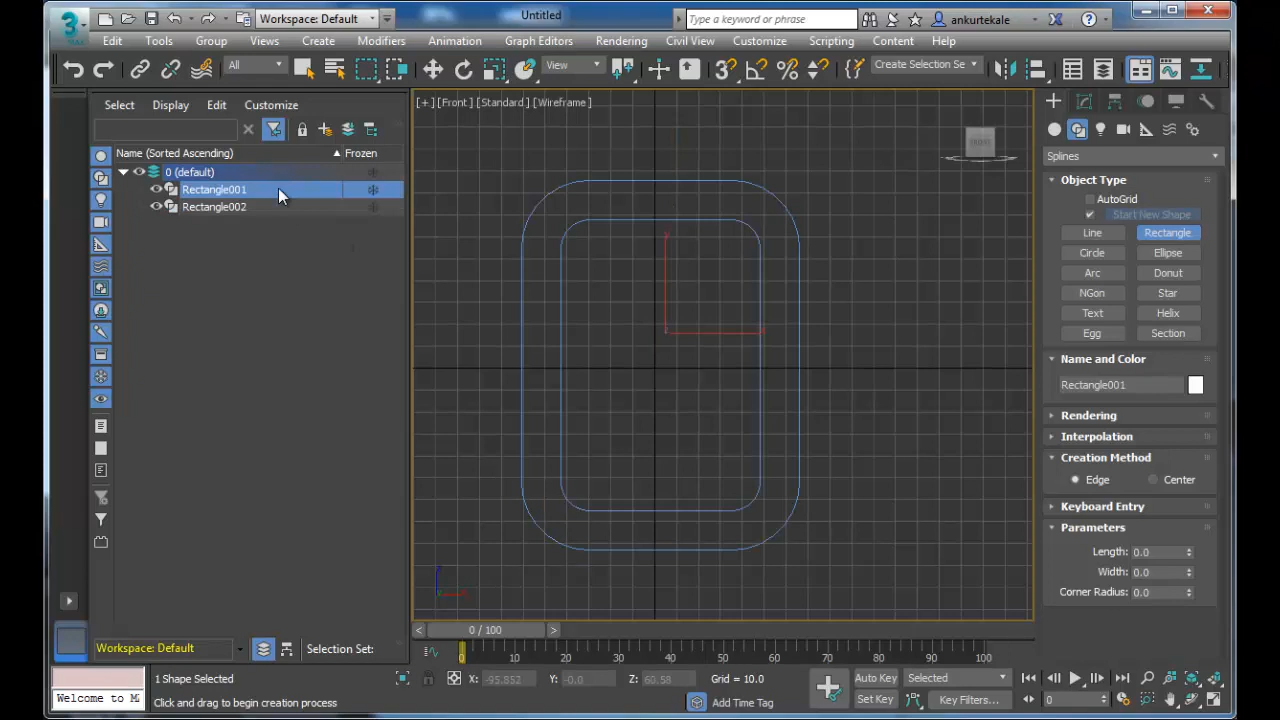 Workspace: Default
Untitled
Type a keyword or phrase
ankurtekale
Edit Tools Group Views Create Modifiers Animation Graph Editors Rendering Civil View Customize Scripting Content Help
All
View
Create Selection Se
Select Display Edit Customize
[+] [Front] [Standard] [Wireframe]
Name (Sorted Ascending)
Frozen
0 (default)
Rectangle001
Rectangle002
Splines
Object Type
AutoGrid
Start New Shape
Line Rectangle
Circle Ellipse
Arc Donut
NGon Star
Text Helix
Egg Section
Name and Color
Rectangle001
Rendering
Interpolation
Creation Method
Edge Center
Keyboard Entry
Parameters
Length: 0.0
Width: 0.0
Corner Radius: 0.0
< 0 / 100 >
Workspace: Default
Selection Set:
0 10 20 30 40 50 60 70 80 90 100
1 Shape Selected
X: -95.852
Y: -0.0
Z: 60.58
Grid = 10.0
Auto Key
Selected
Welcome to M
Click and drag to begin creation process
Add Time Tag
Set Key
Key Filters...
0